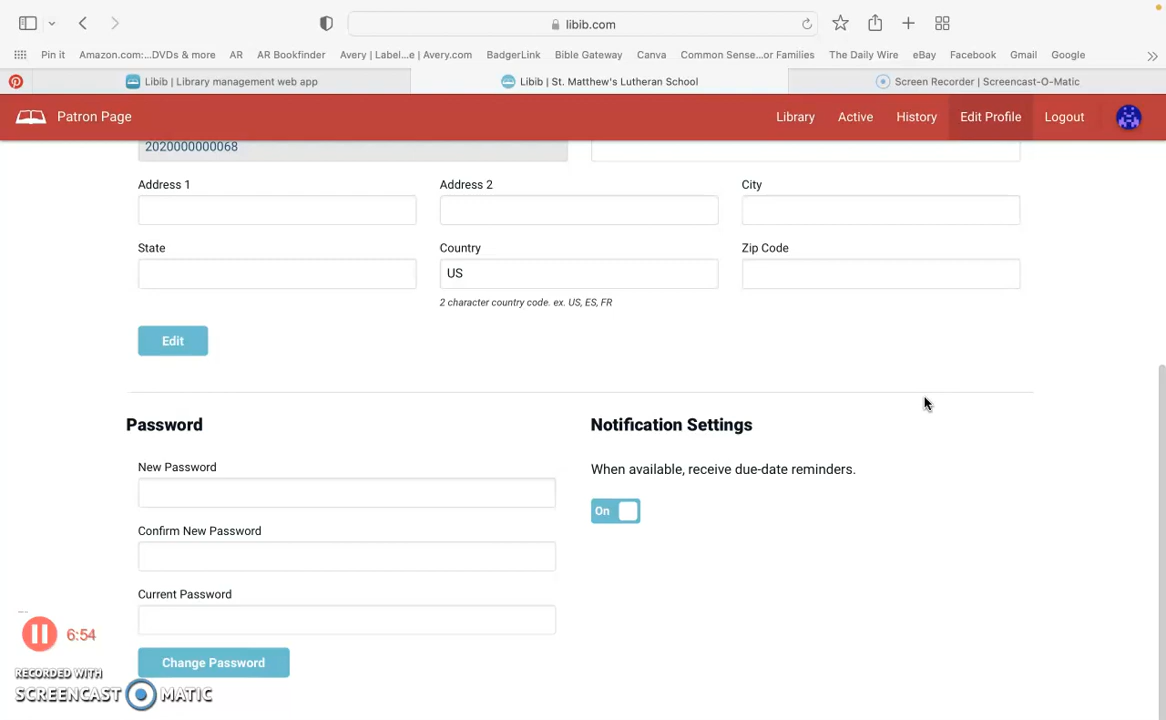 libib.com
Pin it Amazon.com:...DVDs & more AR AR Bookfinder Avery | Label...e | Avery.com BadgerLink Bible Gateway Canva Common Sense...or Families The Daily Wire eBay Facebook Gmail Google
Libib | Library management web app Libib | St. Matthew's Lutheran School Screen Recorder | Screencast-O-Matic
Patron Page Library Active History Edit Profile Logout
2020000000068
Address 1 Address 2 City
State Country Zip Code
US
2 character country code. ex. US, ES, FR
Edit
Password Notification Settings
New Password When available, receive due-date reminders.
On
Confirm New Password
Current Password
6:54
Change Password
RECORDED WITH
SCREENCAST MATIC